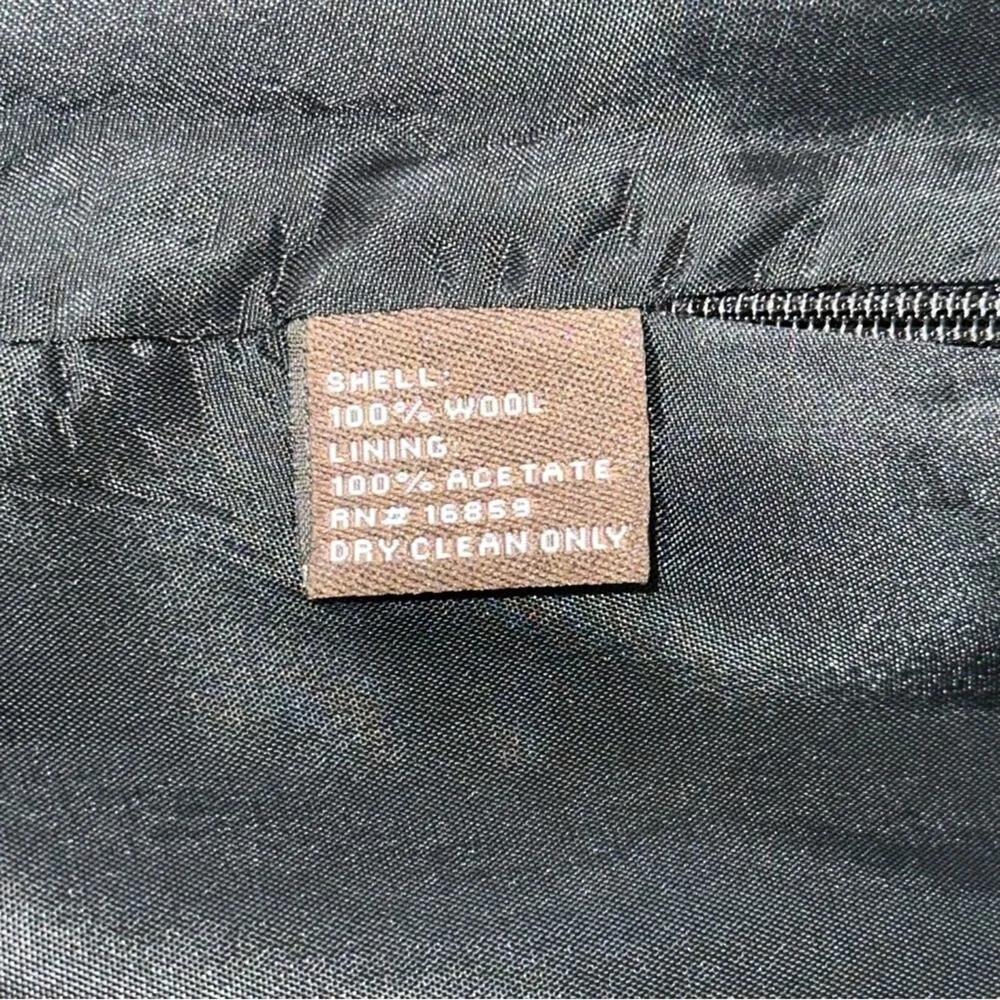 SHELL:
100% WOOL
LINING:
100% ACETATE
RN# 16859
DRY CLEAN ONLY